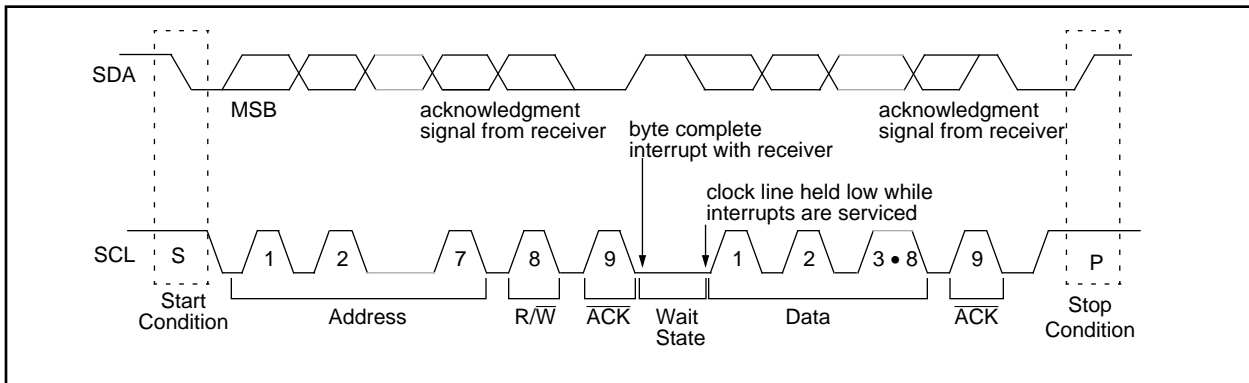 SDA
MSB
acknowledgment
signal from receiver
byte complete
interrupt with receiver
acknowledgment
signal from receiver
clock line held low while
interrupts are serviced
SCL
S
1
2
7
8
9
1
2
3 • 8
9
P
Start
Condition
Address
R/W̅
A̅C̅K̅
Wait
State
Data
A̅C̅K̅
Stop
Condition